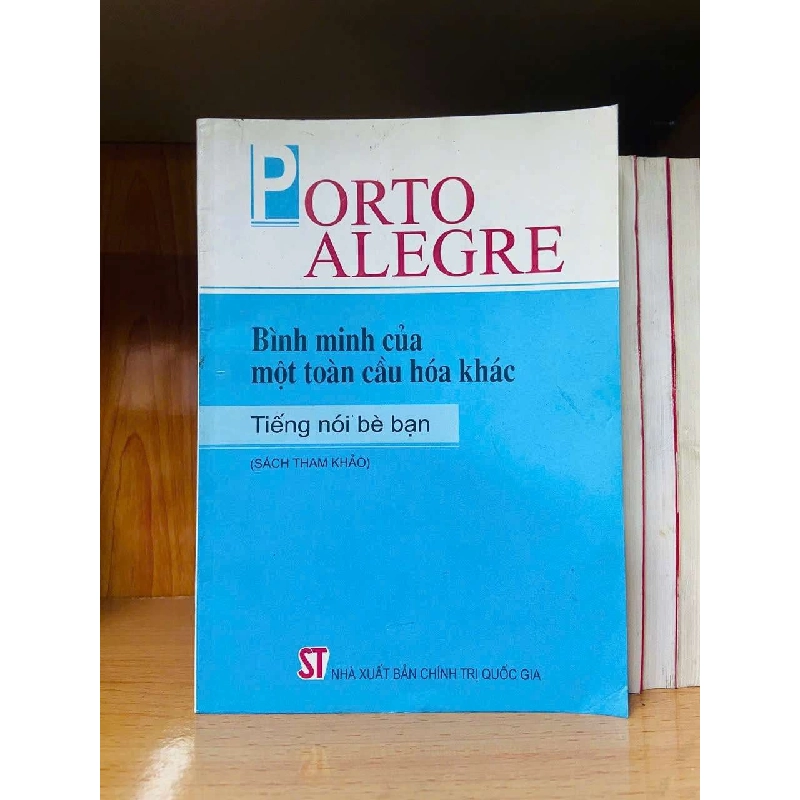 PORTO
ALEGRE
Bình minh của
một toàn cầu hóa khác
Tiếng nói bè bạn
(SÁCH THAM KHẢO)
ST NHÀ XUẤT BẢN CHÍNH TRỊ QUỐC GIA